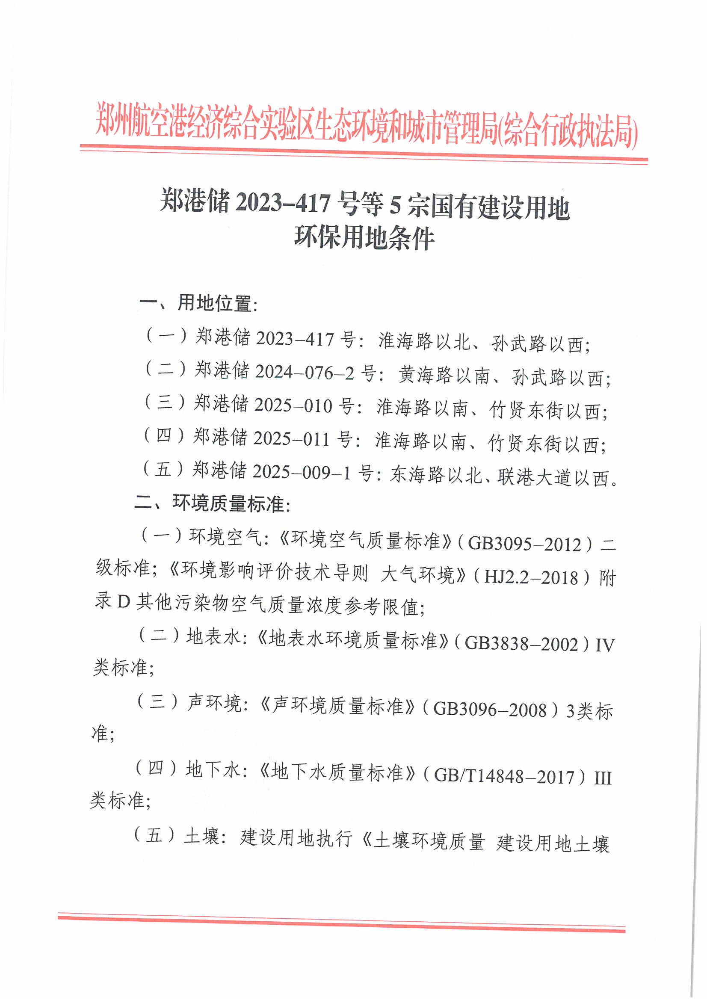 郑州航空港经济综合实验区生态环境和城市管理局(综合行政执法局)
郑港储 2023–417 号等 5 宗国有建设用地
环保用地条件
一、用地位置：
（一）郑港储 2023–417 号：淮海路以北、孙武路以西；
（二）郑港储 2024–076–2 号：黄海路以南、孙武路以西；
（三）郑港储 2025–010 号：淮海路以南、竹贤东街以西；
（四）郑港储 2025–011 号：淮海路以南、竹贤东街以西；
（五）郑港储 2025–009–1 号：东海路以北、联港大道以西。
二、环境质量标准：
（一）环境空气：《环境空气质量标准》（GB3095–2012）二
级标准；《环境影响评价技术导则 大气环境》（HJ2.2–2018）附
录 D 其他污染物空气质量浓度参考限值；
（二）地表水：《地表水环境质量标准》（GB3838–2002）IV
类标准；
（三）声环境：《声环境质量标准》（GB3096–2008）3类标
准；
（四）地下水：《地下水质量标准》（GB/T14848–2017）III
类标准；
（五）土壤：建设用地执行《土壤环境质量 建设用地土壤